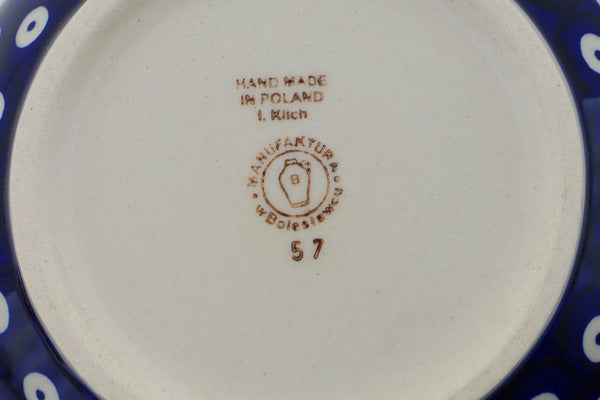 HAND MADE
IN POLAND
I. Kilch
• MANUFAKTURA •
B
w Bolesławcu
57